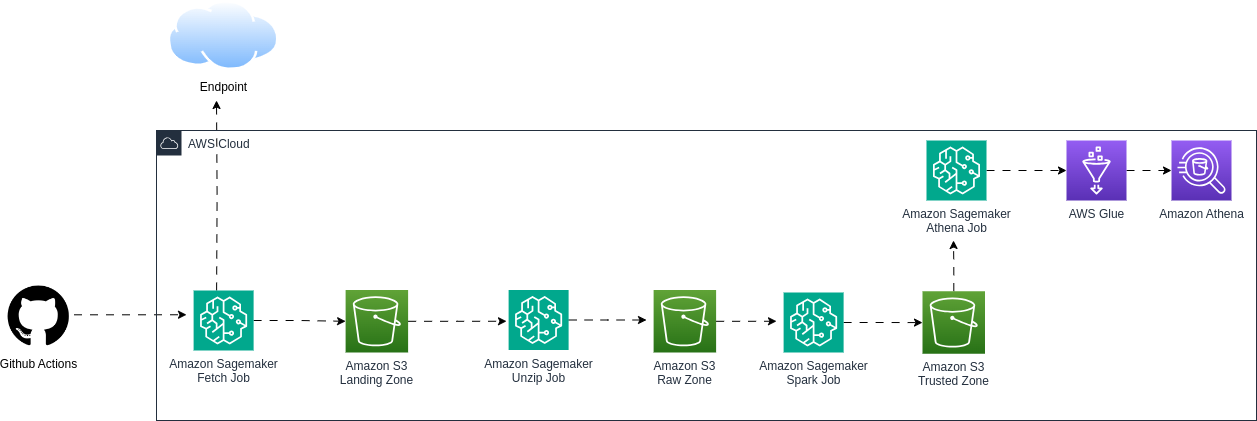 Endpoint
AWS Cloud
Amazon Sagemaker
Athena Job
AWS Glue
Amazon Athena
Github Actions
Amazon Sagemaker
Fetch Job
Amazon S3
Landing Zone
Amazon Sagemaker
Unzip Job
Amazon S3
Raw Zone
Amazon Sagemaker
Spark Job
Amazon S3
Trusted Zone